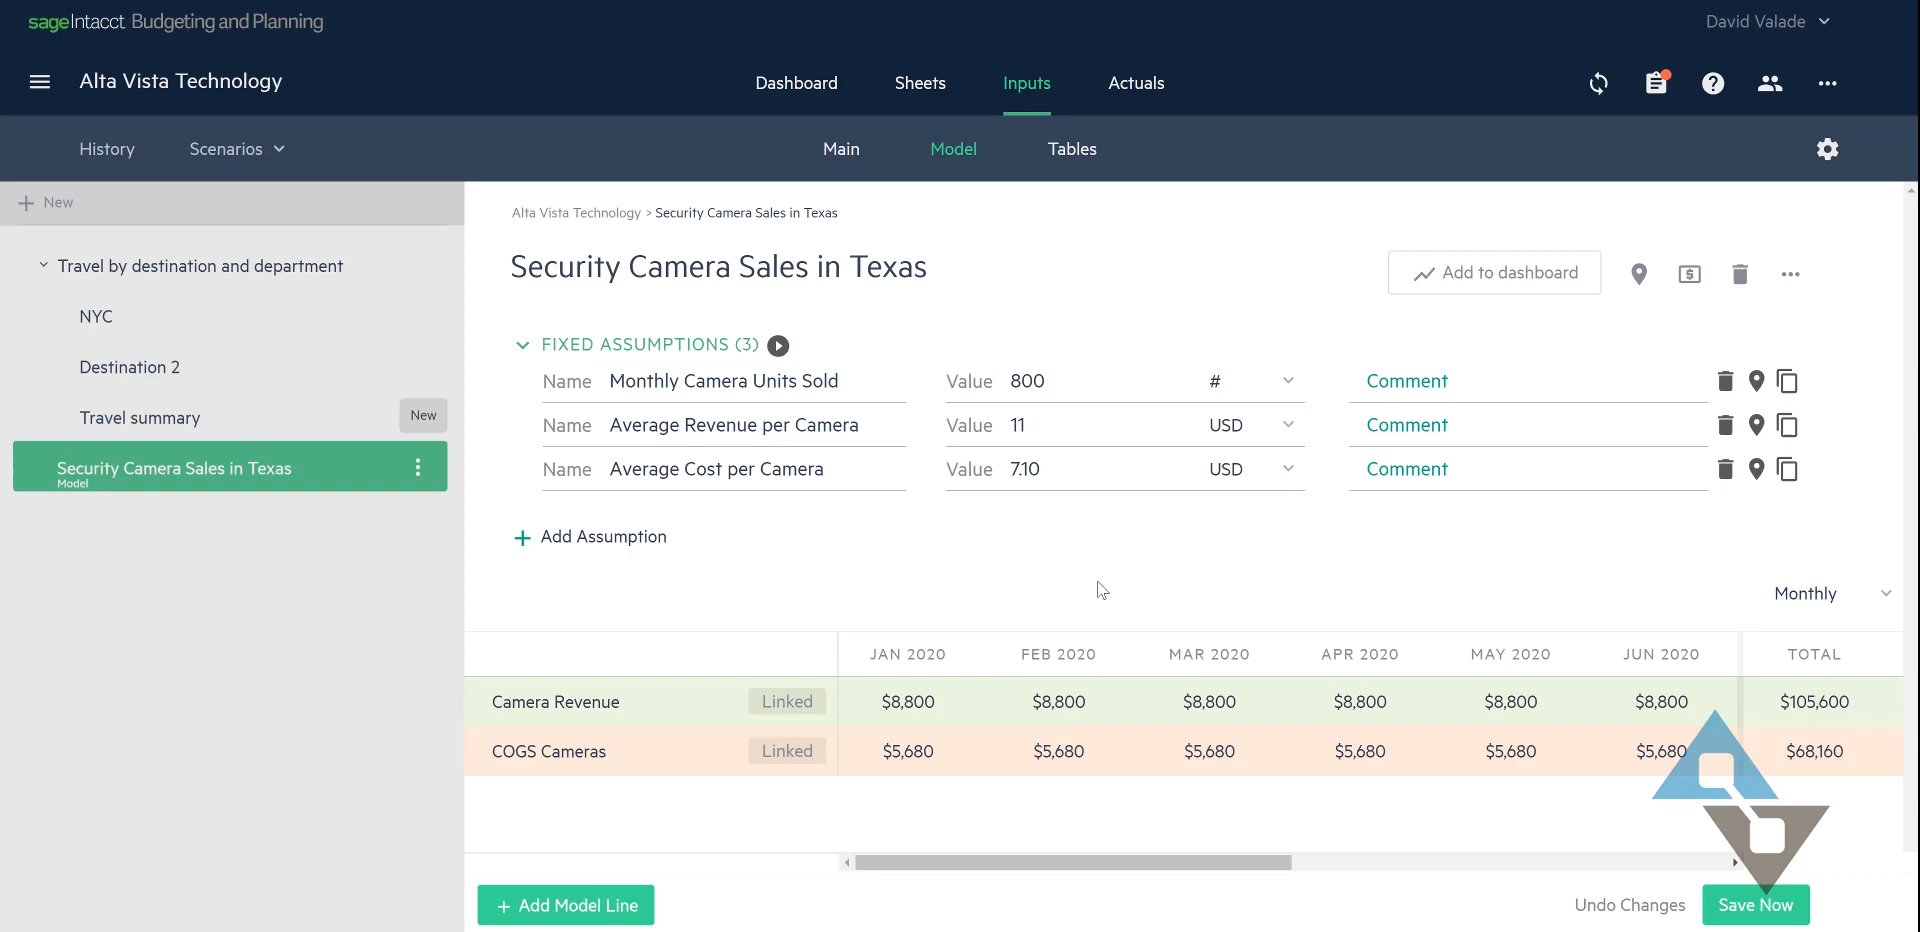 sage Intacct Budgeting and Planning
David Valade
Alta Vista Technology
Dashboard Sheets Inputs Actuals
History Scenarios
Main Model Tables
+ New
Travel by destination and department
NYC
Destination 2
Travel summary New
Security Camera Sales in Texas
Model
Alta Vista Technology > Security Camera Sales in Texas
Security Camera Sales in Texas
Add to dashboard
FIXED ASSUMPTIONS (3)
Name Monthly Camera Units Sold Value 800 # Comment
Name Average Revenue per Camera Value 11 USD Comment
Name Average Cost per Camera Value 7.10 USD Comment
+ Add Assumption
Monthly
JAN 2020 FEB 2020 MAR 2020 APR 2020 MAY 2020 JUN 2020 TOTAL
Camera Revenue Linked $8,800 $8,800 $8,800 $8,800 $8,800 $8,800 $105,600
COGS Cameras Linked $5,680 $5,680 $5,680 $5,680 $5,680 $5,680 $68,160
+ Add Model Line
Undo Changes Save Now